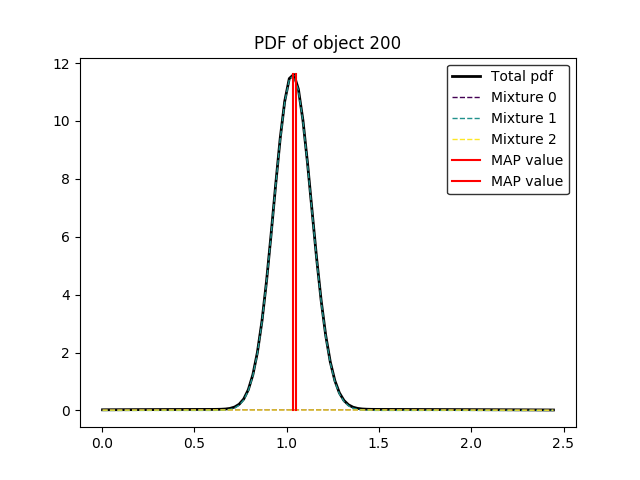 PDF of object 200
12
10
8
6
4
2
0
0.0 0.5 1.0 1.5 2.0 2.5
Total pdf
Mixture 0
Mixture 1
Mixture 2
MAP value
MAP value